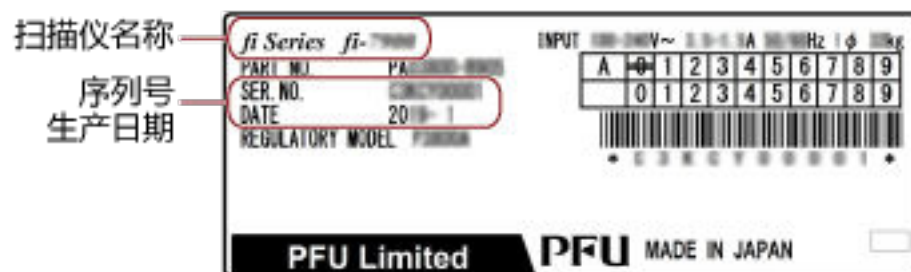 扫描仪名称
序列号
生产日期
fi Series fi-
PART NO. PA
SER. NO.
DATE 20
REGULATORY MODEL
INPUT V~ A Hz 1φ kg
A 0 1 2 3 4 5 6 7 8 9
0 1 2 3 4 5 6 7 8 9
PFU Limited
PFU MADE IN JAPAN